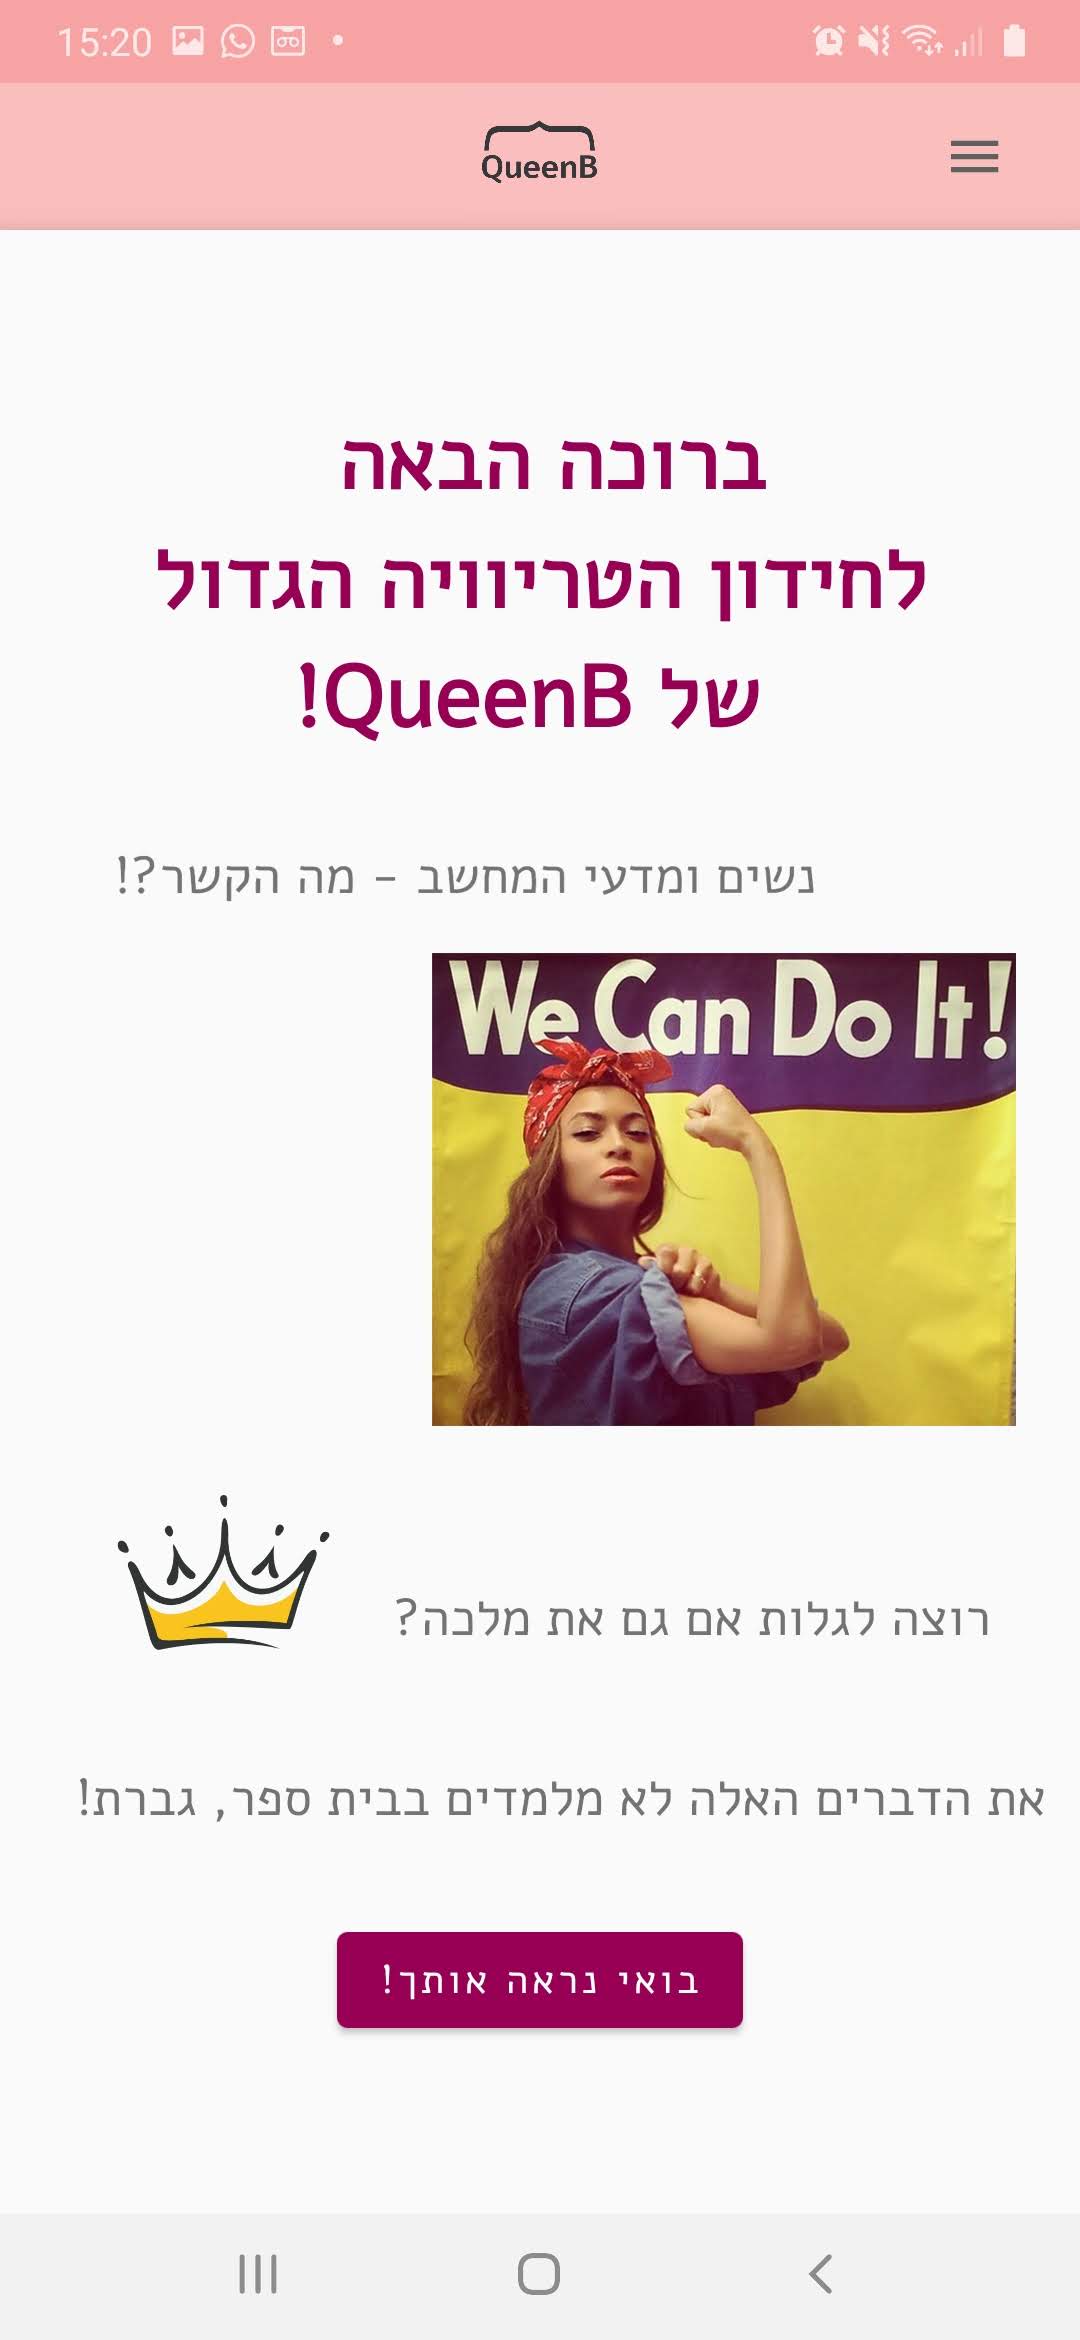 15:20
QueenB
ברוכה הבאה
לחידון הטריוויה הגדול
של QueenB!
נשים ומדעי המחשב - מה הקשר?!
We Can Do It!
רוצה לגלות אם גם את מלכה?
את הדברים האלה לא מלמדים בבית ספר, גברת!
בואי נראה אותך!